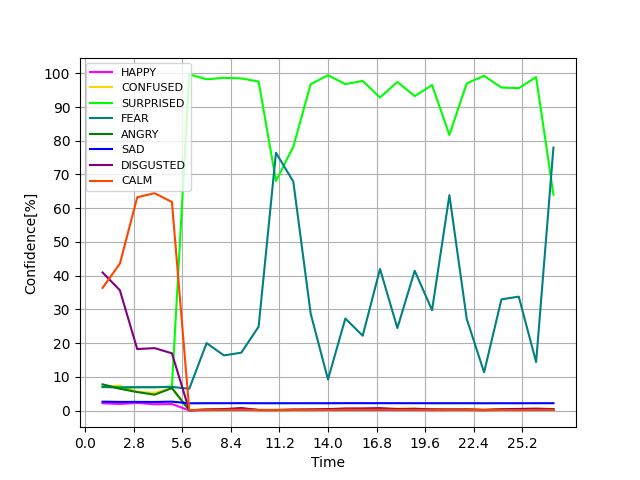 HAPPY
CONFUSED
SURPRISED
FEAR
ANGRY
SAD
DISGUSTED
CALM
Confidence[%]
100
90
80
70
60
50
40
30
20
10
0
0.0 2.8 5.6 8.4 11.2 14.0 16.8 19.6 22.4 25.2
Time